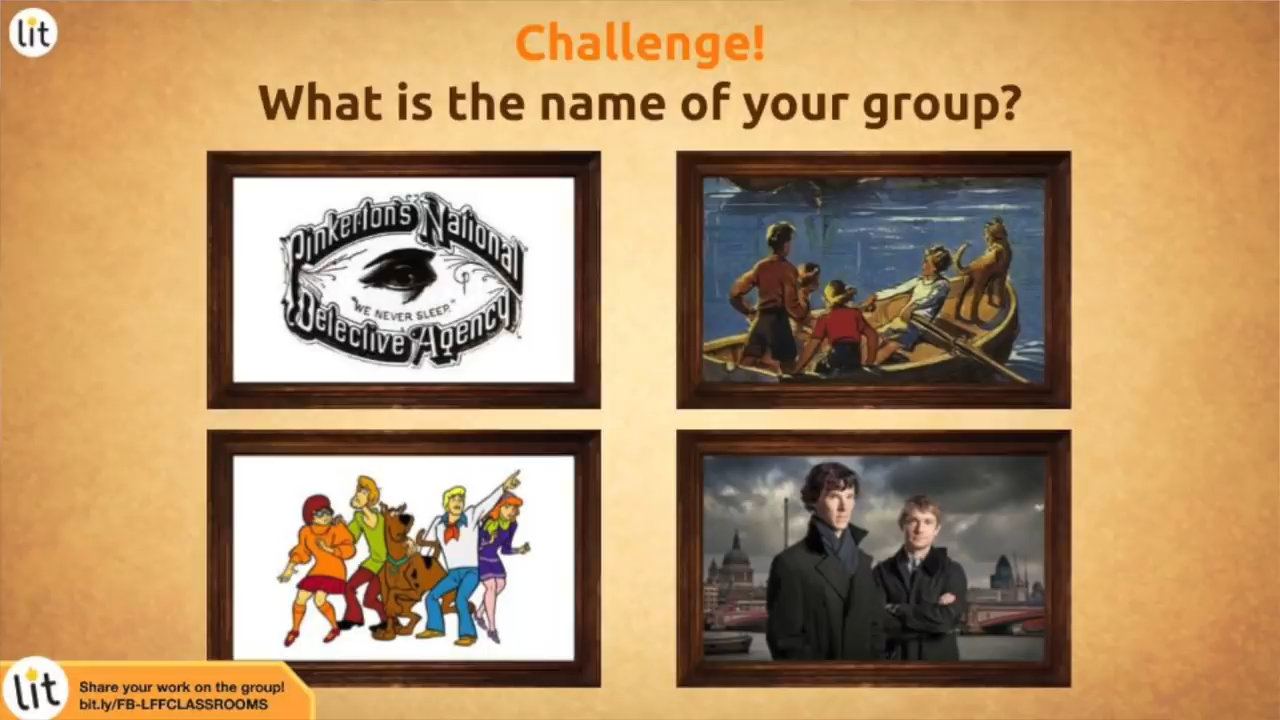 lit
Challenge!
What is the name of your group?
Pinkerton's National
"WE NEVER SLEEP."
Detective Agency
lit
Share your work on the group!
bit.ly/FB-LFFCLASSROOMS